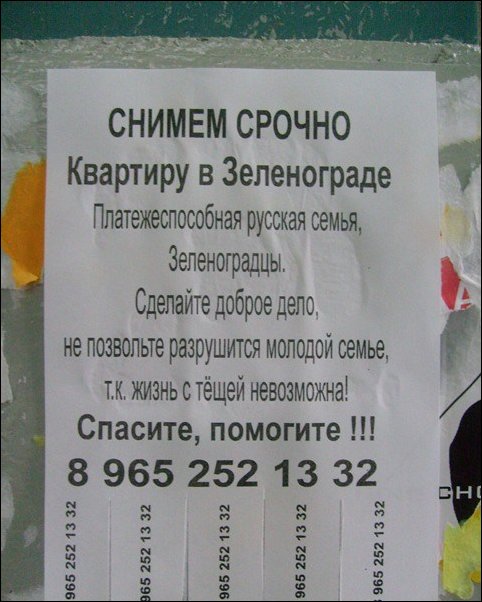 СНИМЕМ СРОЧНО
Квартиру в Зеленограде
Платежеспособная русская семья,
Зеленоградцы.
Сделайте доброе дело,
не позвольте разрушится молодой семье,
т.к. жизнь с тёщей невозможна!
Спасите, помогите !!!
8 965 252 13 32
965 252 13 32
965 252 13 32
965 252 13 32
965 252 13 32
965 252 13 32